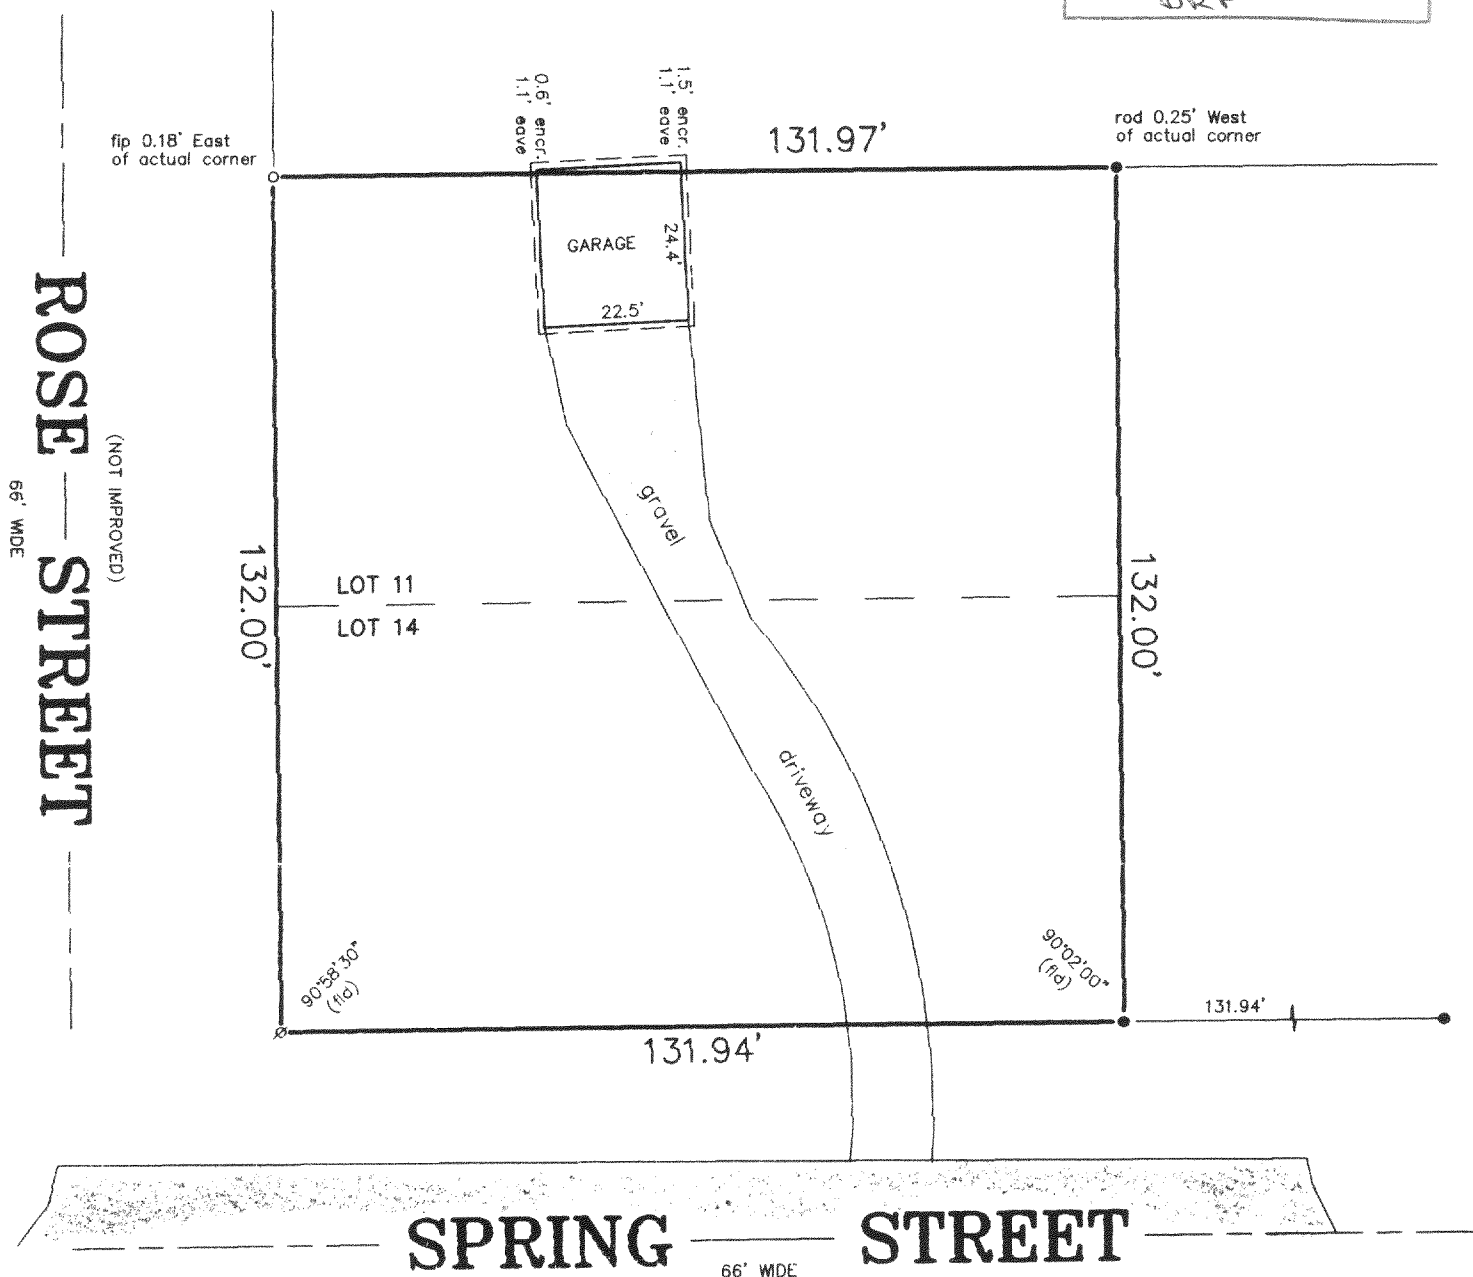 0.6' encr.
1.1' eave
1.5' encr.
1.1' eave
131.97'
rod 0.25' West
of actual corner
fip 0.18' East
of actual corner
GARAGE
24.4'
22.5'
ROSE STREET
(NOT IMPROVED)
66' WIDE
gravel
132.00'
LOT 11
LOT 14
132.00'
driveway
90°58'30"
(fld)
90°02'00"
(fld)
131.94'
131.94'
SPRING STREET
66' WIDE